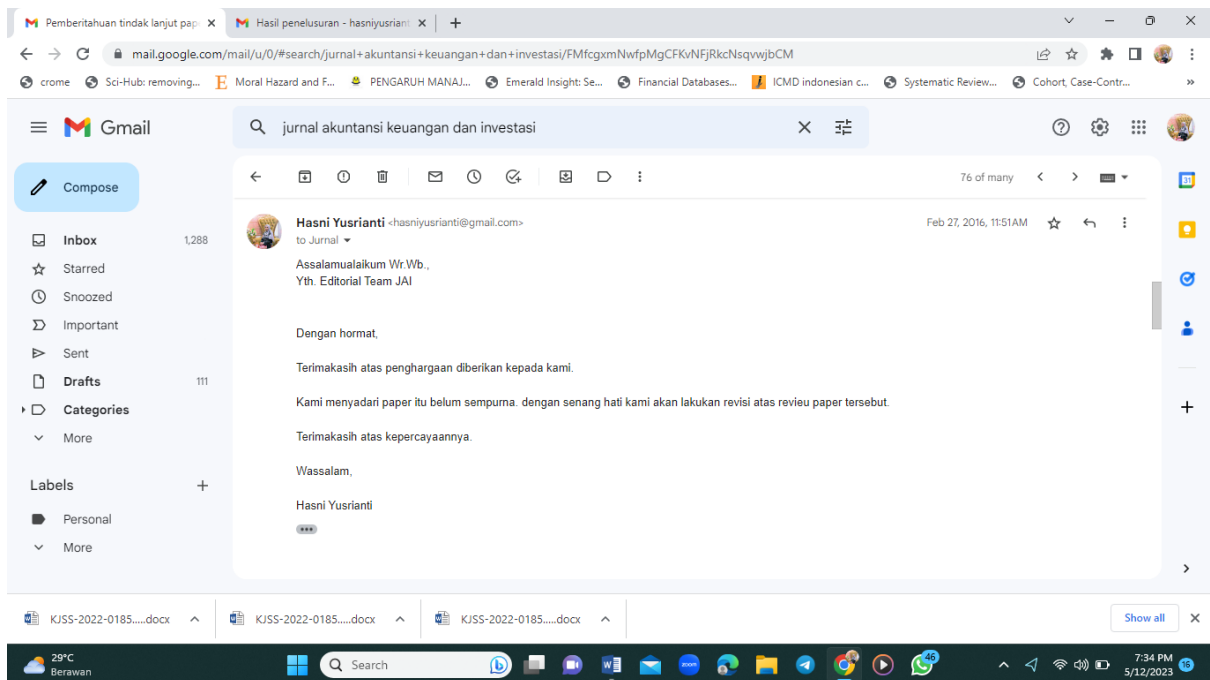 Pemberitahuan tindak lanjut pap
Hasil penelusuran - hasniyusriant
mail.google.com/mail/u/0/#search/jurnal+akuntansi+keuangan+dan+investasi/FMfcgxmNwfpMgCFKvNFjRkcNsqvwjbCM
crome
Sci-Hub: removing...
Moral Hazard and F...
PENGARUH MANAJ...
Emerald Insight: Se...
Financial Databases...
ICMD indonesian c...
Systematic Review...
Cohort, Case-Contr...
Gmail
jurnal akuntansi keuangan dan investasi
Compose
76 of many
31
Inbox 1,288
Starred
Snoozed
Important
Sent
Drafts 111
Categories
More
Labels
Personal
More
Hasni Yusrianti <hasniyusrianti@gmail.com>
Feb 27, 2016, 11:51 AM
to Jurnal
Assalamualaikum Wr.Wb.,
Yth. Editorial Team JAI
Dengan hormat,
Terimakasih atas penghargaan diberikan kepada kami.
Kami menyadari paper itu belum sempurna. dengan senang hati kami akan lakukan revisi atas revieu paper tersebut.
Terimakasih atas kepercayaannya.
Wassalam,
Hasni Yusrianti
KJSS-2022-0185.....docx
KJSS-2022-0185.....docx
KJSS-2022-0185.....docx
Show all
29°C
Berawan
Search
zoom
46
7:34 PM
5/12/2023
16